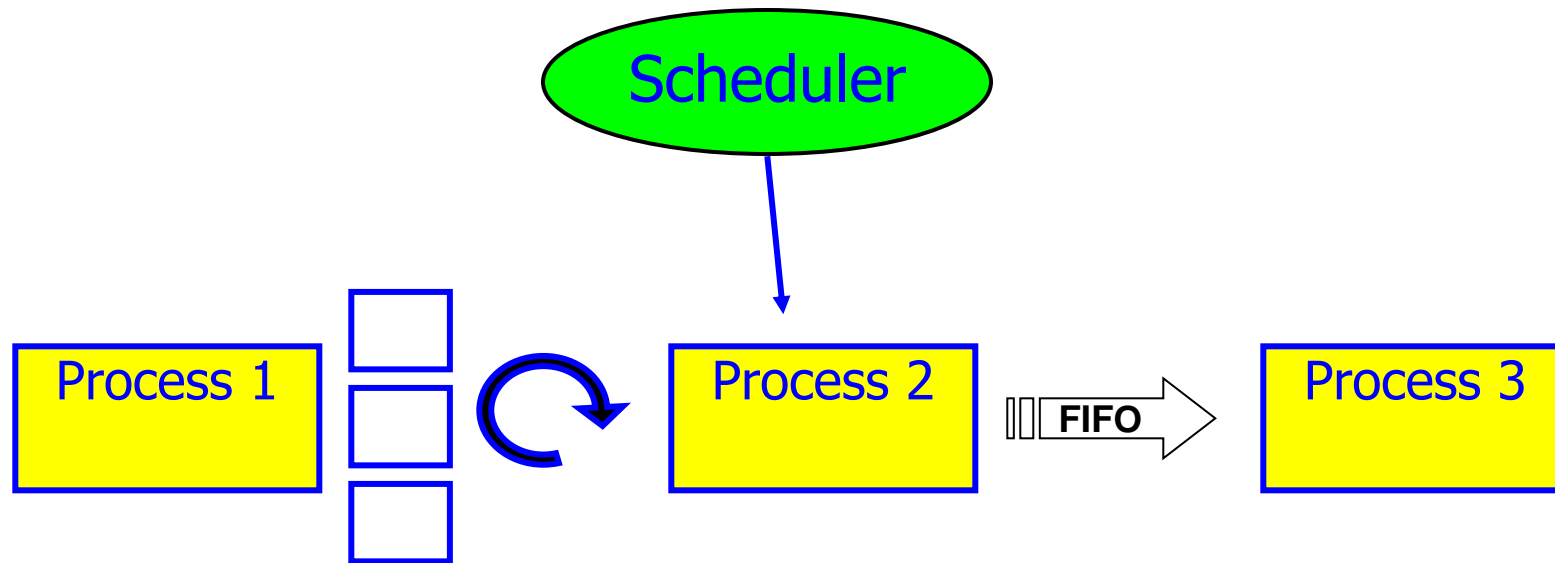 Scheduler
Process 1
Process 2
FIFO
Process 3